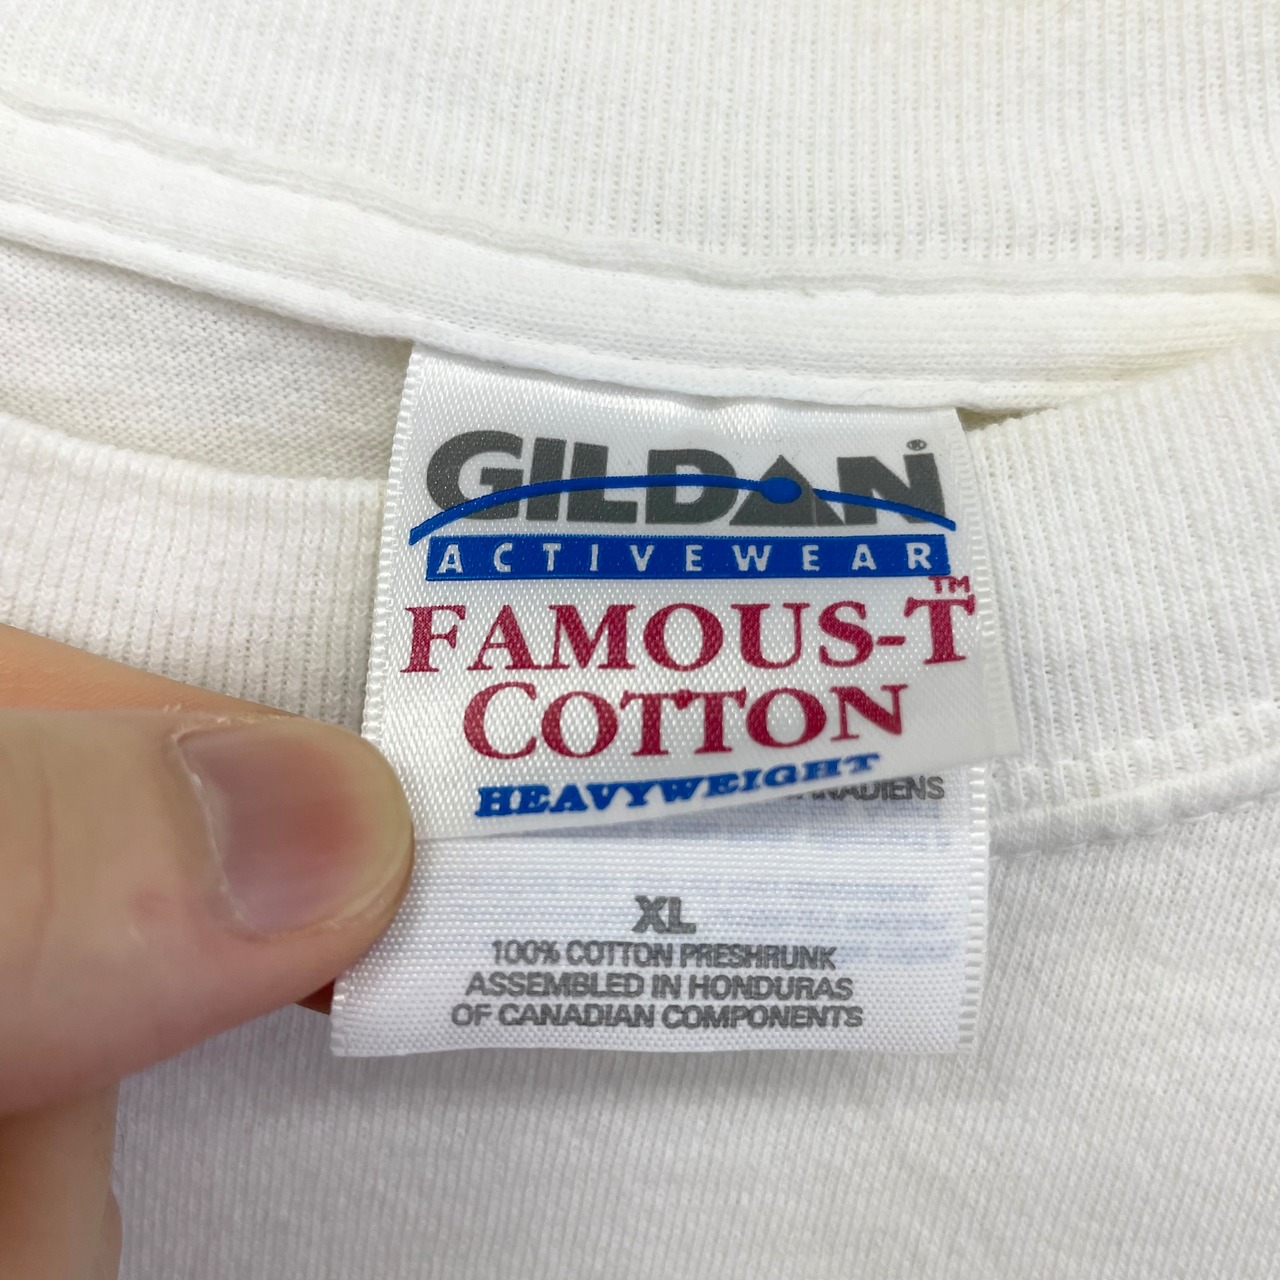 GILDAN®
ACTIVEWEAR
FAMOUS-T™
COTTON
HEAVYWEIGHT
XL
100% COTTON PRESHRUNK
ASSEMBLED IN HONDURAS
OF CANADIAN COMPONENTS